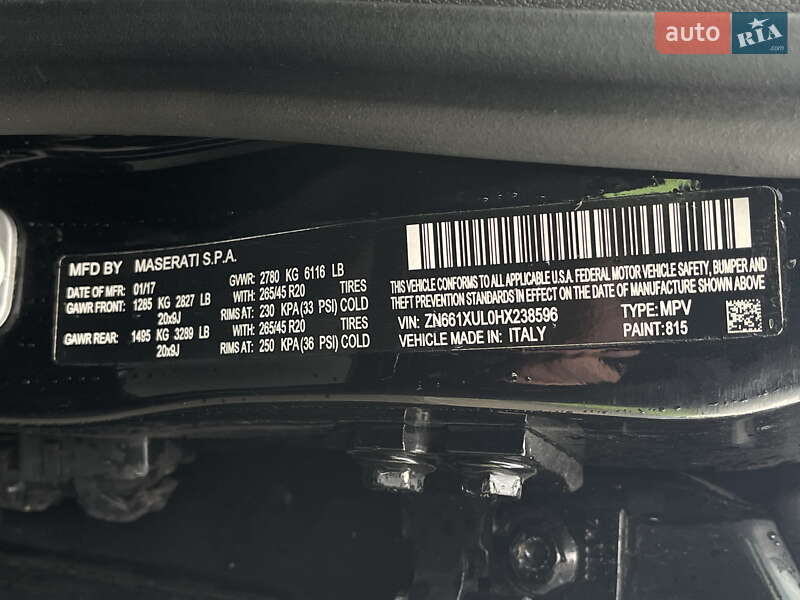 auto RIA.com
MFD BY MASERATI S.P.A.
DATE OF MFR: 01/17 GVWR: 2780 KG 6116 LB
GAWR FRONT: 1285 KG 2827 LB WITH: 265/45 R20 TIRES
20x9J RIMS AT: 230 KPA (33 PSI) COLD
GAWR REAR: 1495 KG 3289 LB WITH: 265/45 R20 TIRES
20x9J RIMS AT: 250 KPA (36 PSI) COLD
THIS VEHICLE CONFORMS TO ALL APPLICABLE U.S.A. FEDERAL MOTOR VEHICLE SAFETY, BUMPER AND
THEFT PREVENTION STANDARDS IN EFFECT ON THE DATE OF MANUFACTURE SHOWN ABOVE.
VIN: ZN661XUL0HX238596 TYPE: MPV
VEHICLE MADE IN: ITALY PAINT: 815